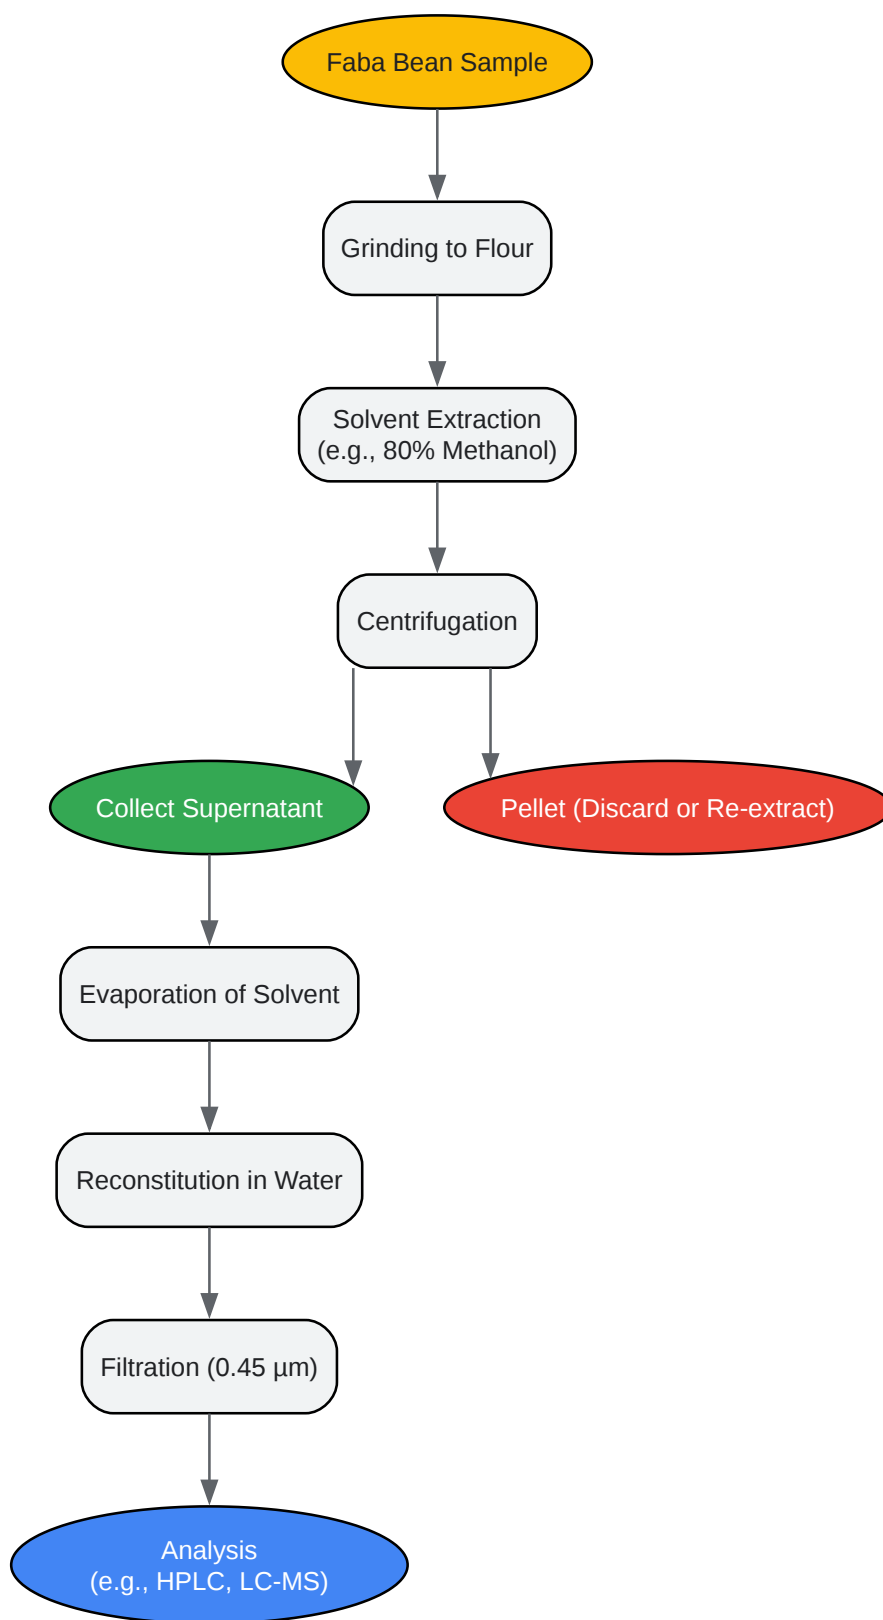 Faba Bean Sample
Grinding to Flour
Solvent Extraction
(e.g., 80% Methanol)
Centrifugation
Collect Supernatant
Pellet (Discard or Re-extract)
Evaporation of Solvent
Reconstitution in Water
Filtration (0.45 µm)
Analysis
(e.g., HPLC, LC-MS)